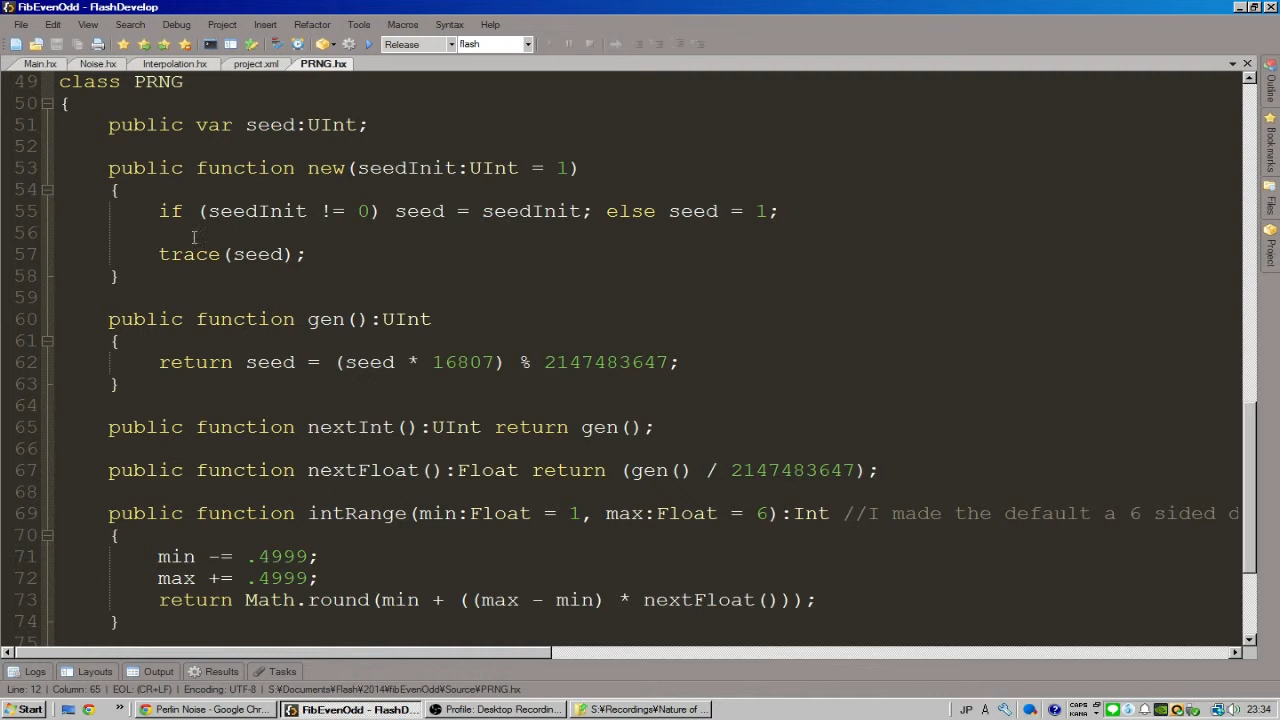 FibEvenOdd - FlashDevelop
File Edit View Search Debug Project Insert Refactor Tools Macros Syntax Help
Release flash
Main.hx Noise.hx Interpolation.hx project.xml PRNG.hx
49 class PRNG
50 {
51 public var seed:UInt;
52
53 public function new(seedInit:UInt = 1)
54 {
55 if (seedInit != 0) seed = seedInit; else seed = 1;
56
57 trace(seed);
58 }
59
60 public function gen():UInt
61 {
62 return seed = (seed * 16807) % 2147483647;
63 }
64
65 public function nextInt():UInt return gen();
66
67 public function nextFloat():Float return (gen() / 2147483647);
68
69 public function intRange(min:Float = 1, max:Float = 6):Int //I made the default a 6 sided d
70 {
71 min -= .4999;
72 max += .4999;
73 return Math.round(min + ((max - min) * nextFloat()));
74 }
75
Outline
Bookmarks
Files
Project
Logs Layouts Output Results Tasks
Line: 12 | Column: 65 | EOL: (CR+LF) | Encoding: UTF-8 | S:¥Documents¥Flash¥2014¥fibEvenOdd¥Source¥PRNG.hx
Start » Perlin Noise - Google Chr... FibEvenOdd - FlashD... Profile: Desktop Recordin... S:¥Recordings¥Nature of ... JP A CAPS KANA 23:34